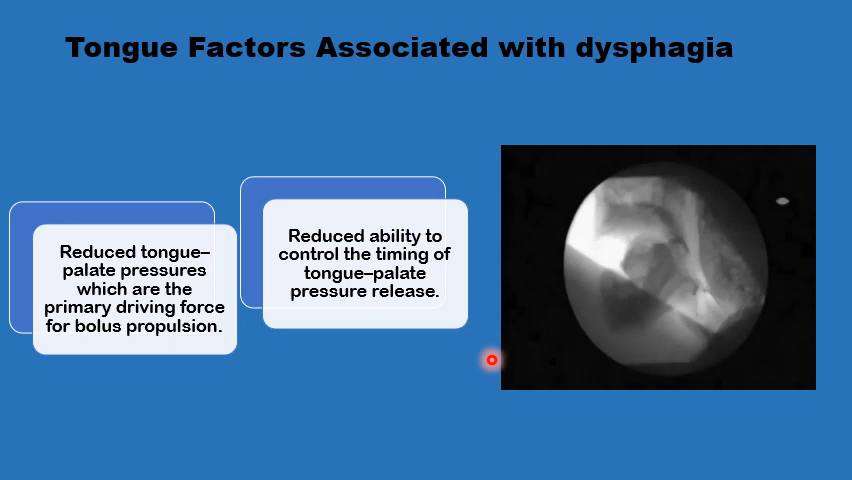 Tongue Factors Associated with dysphagia
Reduced tongue–
palate pressures
which are the
primary driving force
for bolus propulsion.
Reduced ability to
control the timing of
tongue–palate
pressure release.